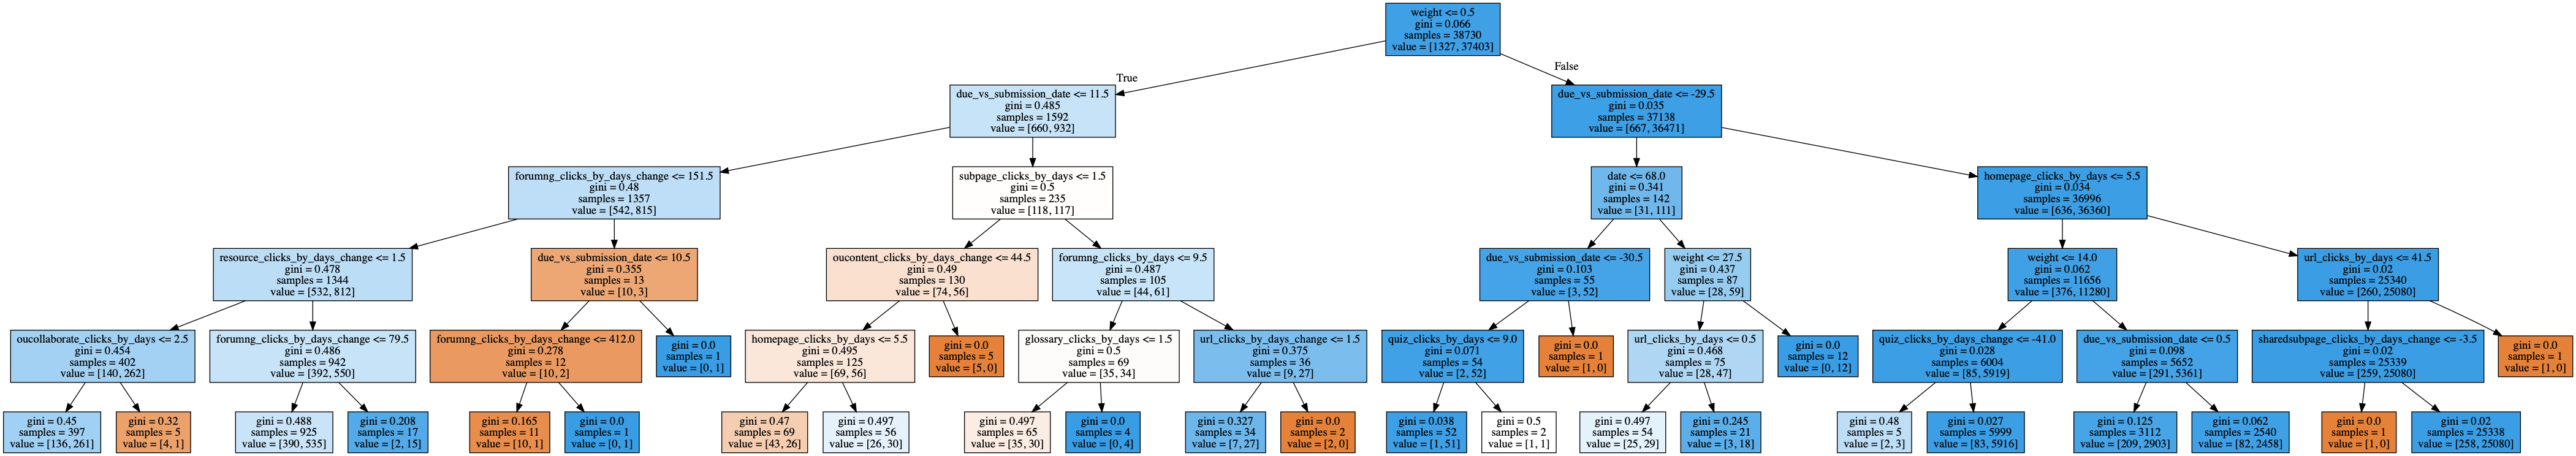 weight <= 0.5
gini = 0.066
samples = 38730
value = [1327, 37403]
True
False
due_vs_submission_date <= 11.5
gini = 0.485
samples = 1592
value = [660, 932]
due_vs_submission_date <= -29.5
gini = 0.035
samples = 37138
value = [667, 36471]
forumng_clicks_by_days_change <= 151.5
gini = 0.48
samples = 1357
value = [542, 815]
subpage_clicks_by_days <= 1.5
gini = 0.5
samples = 235
value = [118, 117]
date <= 68.0
gini = 0.341
samples = 142
value = [31, 111]
homepage_clicks_by_days <= 5.5
gini = 0.034
samples = 36996
value = [636, 36360]
resource_clicks_by_days_change <= 1.5
gini = 0.478
samples = 1344
value = [532, 812]
due_vs_submission_date <= 10.5
gini = 0.355
samples = 13
value = [10, 3]
oucontent_clicks_by_days_change <= 44.5
gini = 0.49
samples = 130
value = [74, 56]
forumng_clicks_by_days <= 9.5
gini = 0.487
samples = 105
value = [44, 61]
due_vs_submission_date <= -30.5
gini = 0.103
samples = 55
value = [3, 52]
weight <= 27.5
gini = 0.437
samples = 87
value = [28, 59]
weight <= 14.0
gini = 0.062
samples = 11656
value = [376, 11280]
url_clicks_by_days <= 41.5
gini = 0.02
samples = 25340
value = [260, 25080]
oucollaborate_clicks_by_days <= 2.5
gini = 0.454
samples = 402
value = [140, 262]
forumng_clicks_by_days_change <= 79.5
gini = 0.486
samples = 942
value = [392, 550]
forumng_clicks_by_days_change <= 412.0
gini = 0.278
samples = 12
value = [10, 2]
gini = 0.0
samples = 1
value = [0, 1]
homepage_clicks_by_days <= 5.5
gini = 0.495
samples = 125
value = [69, 56]
gini = 0.0
samples = 5
value = [5, 0]
glossary_clicks_by_days <= 1.5
gini = 0.5
samples = 69
value = [35, 34]
url_clicks_by_days_change <= 1.5
gini = 0.375
samples = 36
value = [9, 27]
quiz_clicks_by_days <= 9.0
gini = 0.071
samples = 54
value = [2, 52]
gini = 0.0
samples = 1
value = [1, 0]
url_clicks_by_days <= 0.5
gini = 0.468
samples = 75
value = [28, 47]
gini = 0.0
samples = 12
value = [0, 12]
quiz_clicks_by_days_change <= -41.0
gini = 0.028
samples = 6004
value = [85, 5919]
due_vs_submission_date <= 0.5
gini = 0.098
samples = 5652
value = [291, 5361]
sharedsubpage_clicks_by_days_change <= -3.5
gini = 0.02
samples = 25339
value = [259, 25080]
gini = 0.0
samples = 1
value = [1, 0]
gini = 0.45
samples = 397
value = [136, 261]
gini = 0.32
samples = 5
value = [4, 1]
gini = 0.488
samples = 925
value = [390, 535]
gini = 0.208
samples = 17
value = [2, 15]
gini = 0.165
samples = 11
value = [10, 1]
gini = 0.0
samples = 1
value = [0, 1]
gini = 0.47
samples = 69
value = [43, 26]
gini = 0.497
samples = 56
value = [26, 30]
gini = 0.497
samples = 65
value = [35, 30]
gini = 0.0
samples = 4
value = [0, 4]
gini = 0.327
samples = 34
value = [7, 27]
gini = 0.0
samples = 2
value = [2, 0]
gini = 0.038
samples = 52
value = [1, 51]
gini = 0.5
samples = 2
value = [1, 1]
gini = 0.497
samples = 54
value = [25, 29]
gini = 0.245
samples = 21
value = [3, 18]
gini = 0.48
samples = 5
value = [2, 3]
gini = 0.027
samples = 5999
value = [83, 5916]
gini = 0.125
samples = 3112
value = [209, 2903]
gini = 0.062
samples = 2540
value = [82, 2458]
gini = 0.0
samples = 1
value = [1, 0]
gini = 0.02
samples = 25338
value = [258, 25080]